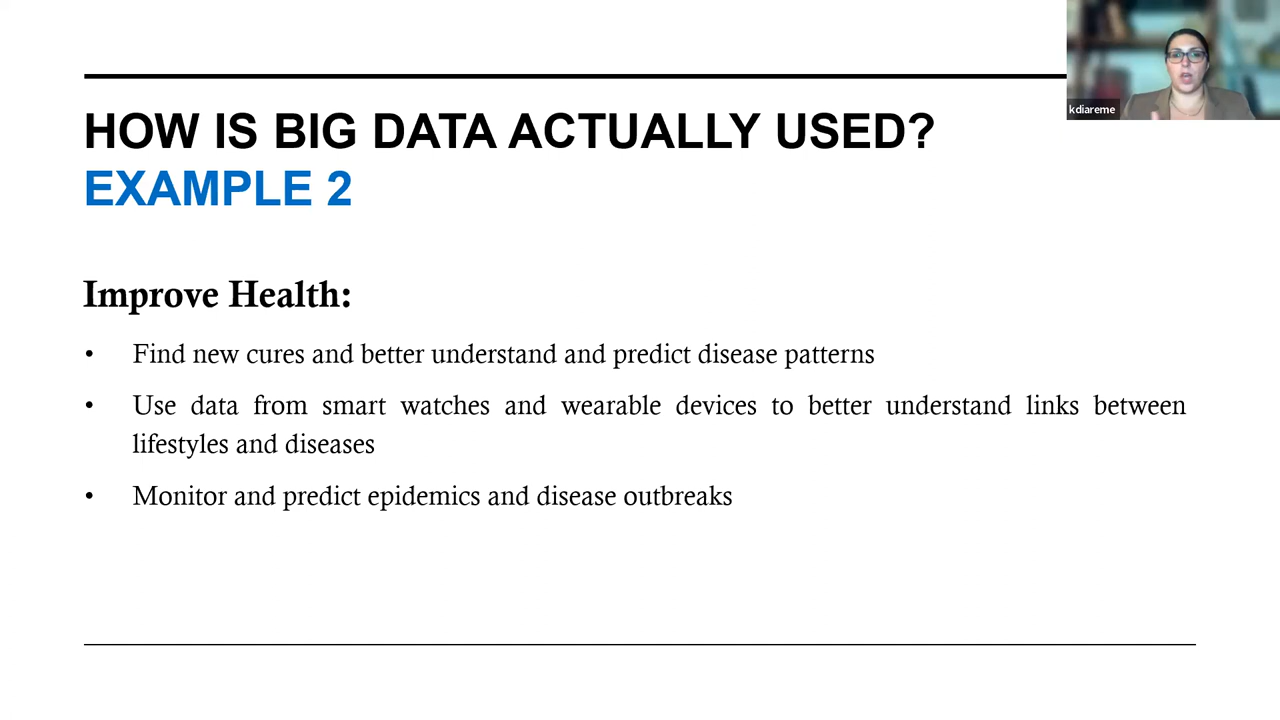 kdiareme
HOW IS BIG DATA ACTUALLY USED?
EXAMPLE 2
Improve Health:
• Find new cures and better understand and predict disease patterns
• Use data from smart watches and wearable devices to better understand links between
lifestyles and diseases
• Monitor and predict epidemics and disease outbreaks